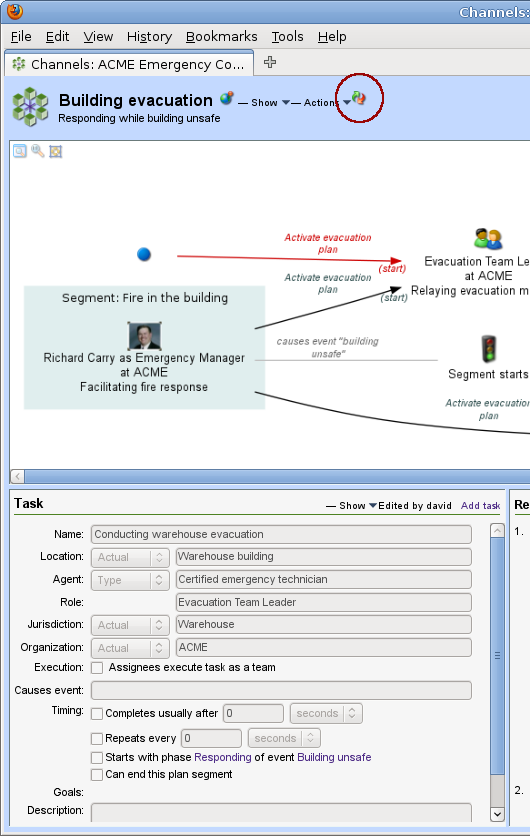 Channels:
File Edit View History Bookmarks Tools Help
Channels: ACME Emergency Co...
Building evacuation — Show — Actions
Responding while building unsafe
Activate evacuation
plan
(start)
Evacuation Team Le
at ACME
Relaying evacuation m
Activate evacuation
plan
(start)
Segment: Fire in the building
Richard Carry as Emergency Manager
at ACME
Facilitating fire response
causes event "building
unsafe"
Segment starts
Activate evacuation
plan
Task — Show Edited by david Add task
Name: Conducting warehouse evacuation
Location: Actual Warehouse building
Agent: Type Certified emergency technician
Role: Evacuation Team Leader
Jurisdiction: Actual Warehouse
Organization: Actual ACME
Execution: Assignees execute task as a team
Causes event:
Timing: Completes usually after 0 seconds
Repeats every 0 seconds
Starts with phase Responding of event Building unsafe
Can end this plan segment
Goals:
Description:
Re
1.
2.